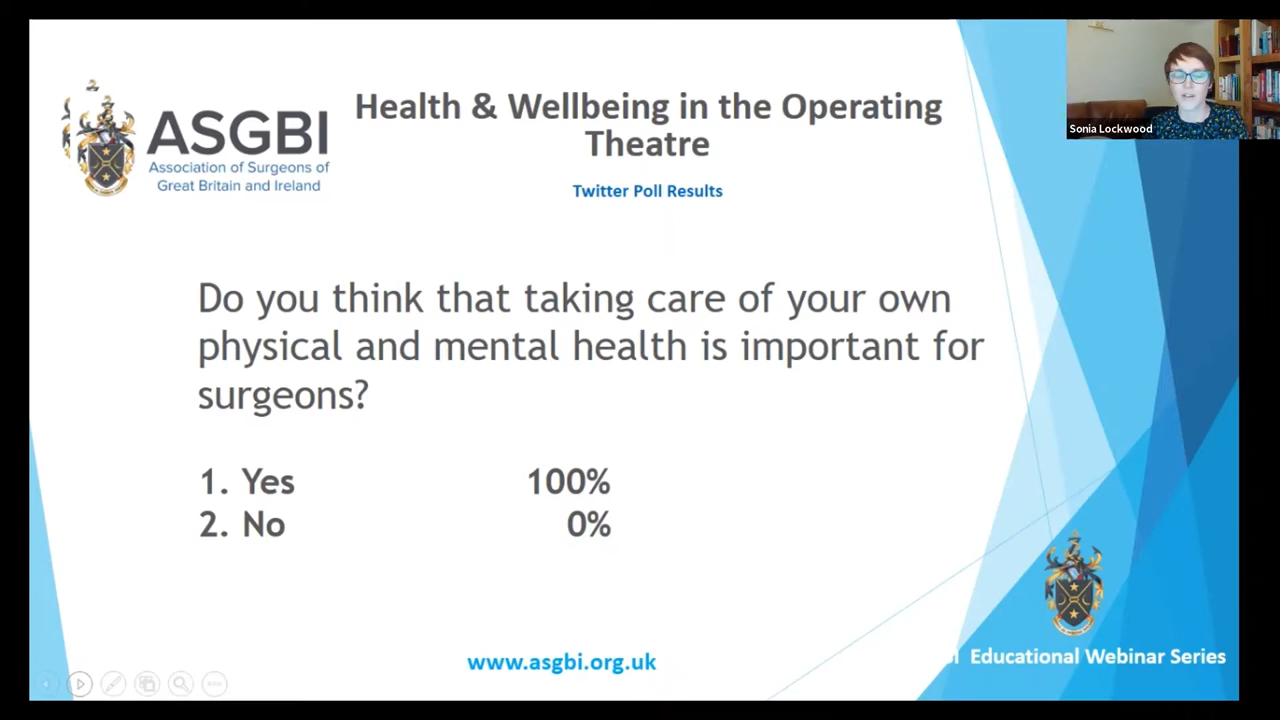 Health & Wellbeing in the Operating
Theatre
Twitter Poll Results
ASGBI
Association of Surgeons of
Great Britain and Ireland
Sonia Lockwood
Do you think that taking care of your own
physical and mental health is important for
surgeons?
1. Yes 100%
2. No 0%
www.asgbi.org.uk
Educational Webinar Series